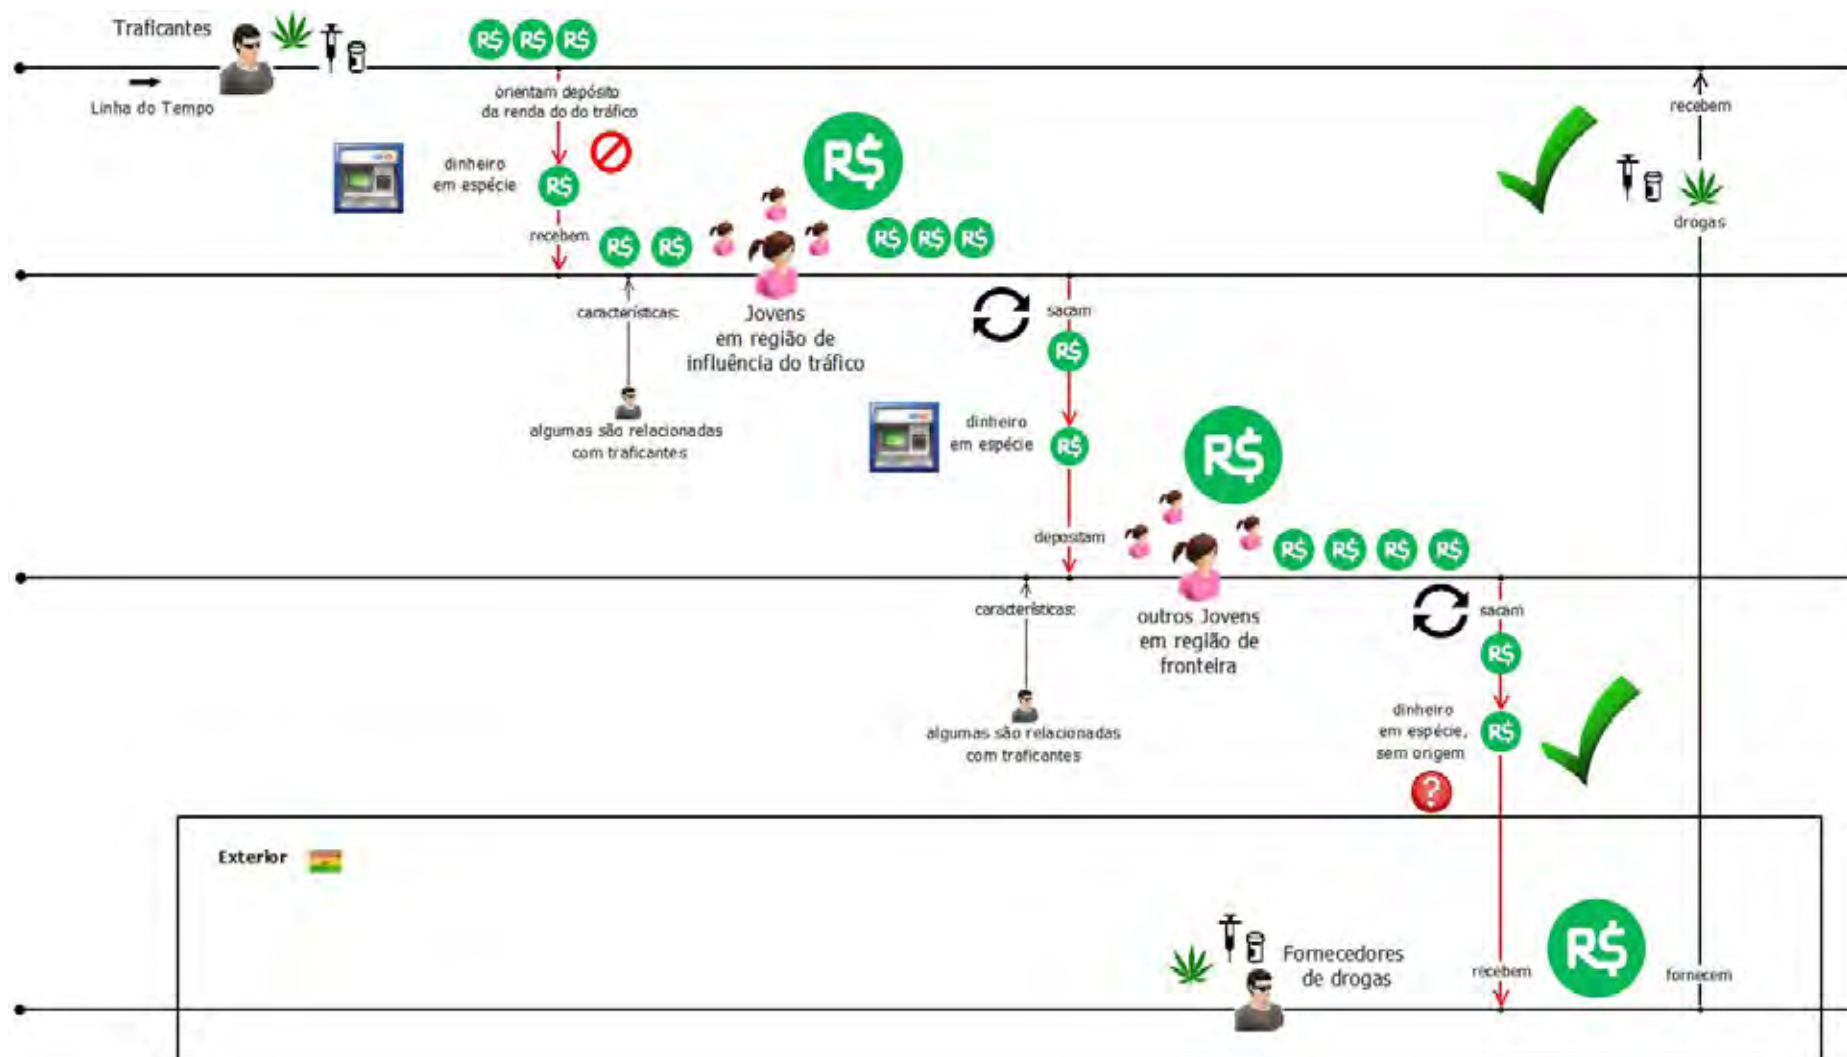 Traficantes
Linha do Tempo
R$ R$ R$
orientam depósito
da renda do do tráfico
dinheiro
em espécie
R$
recebem
R$ R$
R$
R$ R$ R$
características:
Jovens
em região de
influência do tráfico
algumas são relacionadas
com traficantes
sacam
R$
dinheiro
em espécie
R$
depositam
R$
R$ R$ R$ R$
características:
outros Jovens
em região de
fronteira
algumas são relacionadas
com traficantes
sacam
R$
dinheiro
em espécie,
sem origem
R$
?
recebem
drogas
Exterior
Fornecedores
de drogas
recebem
R$
fornecem